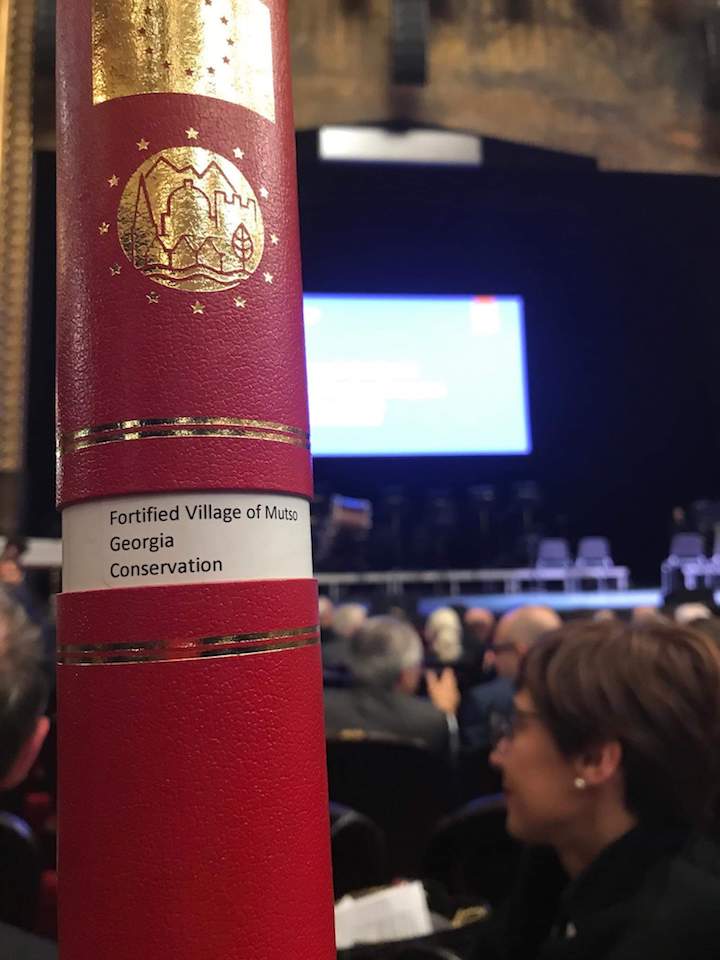 Fortified Village of Mutso
Georgia
Conservation